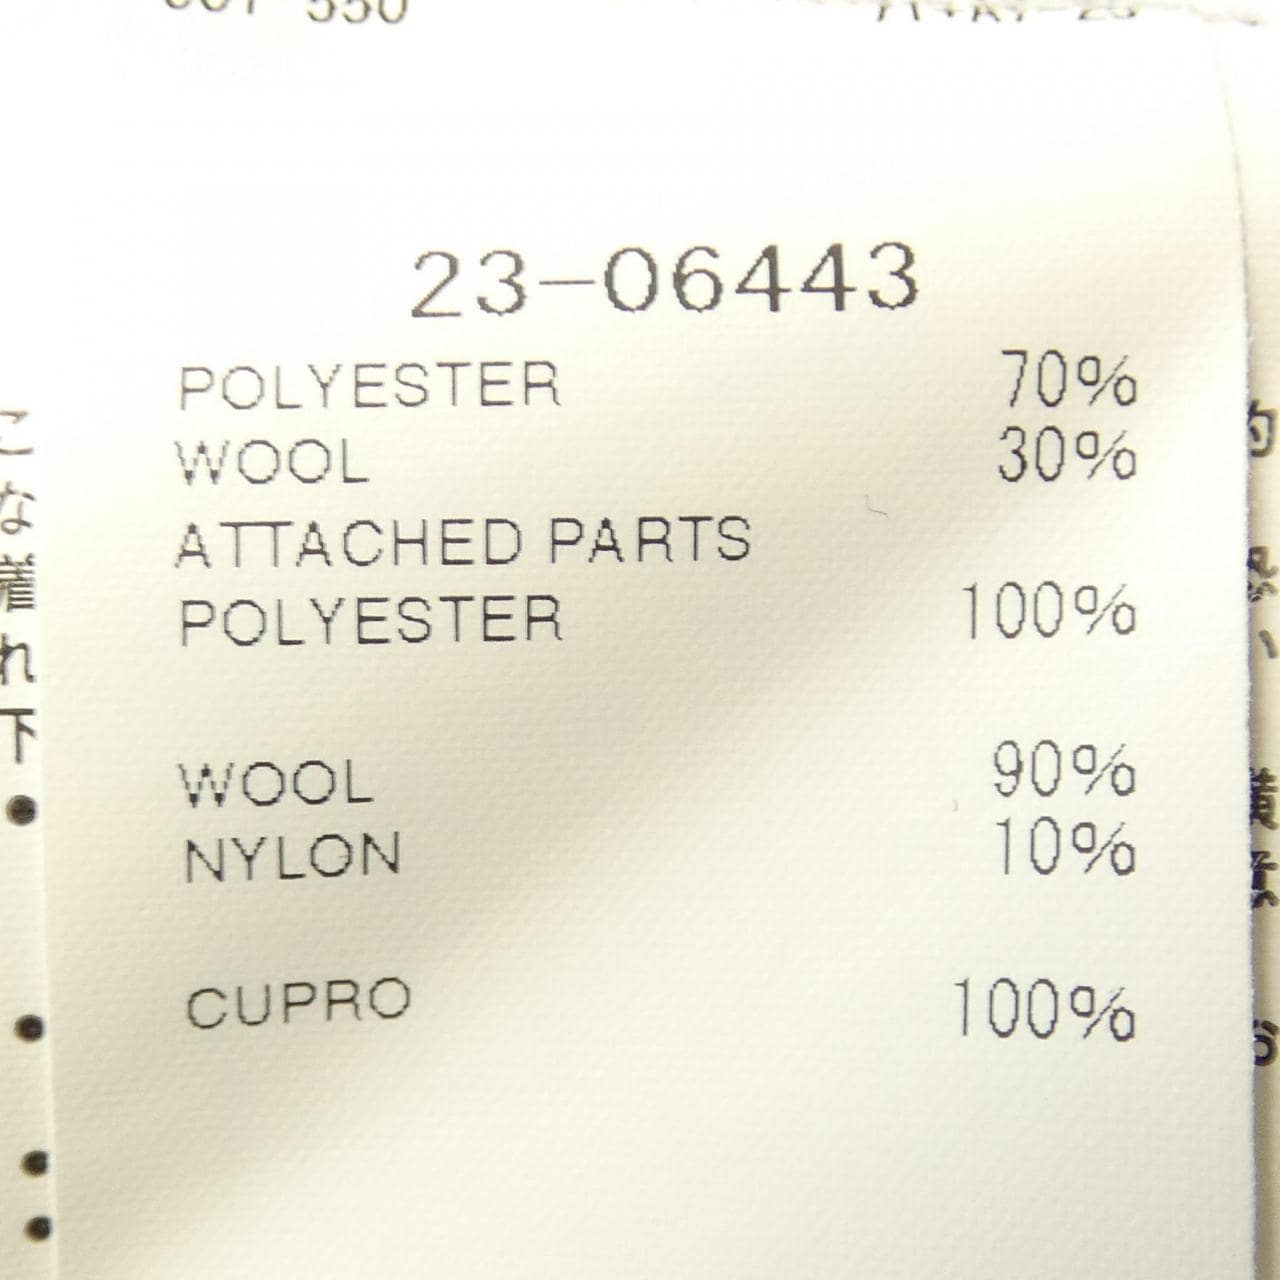 23-06443
POLYESTER 70%
WOOL 30%
ATTACHED PARTS
POLYESTER 100%
WOOL 90%
NYLON 10%
CUPRO 100%